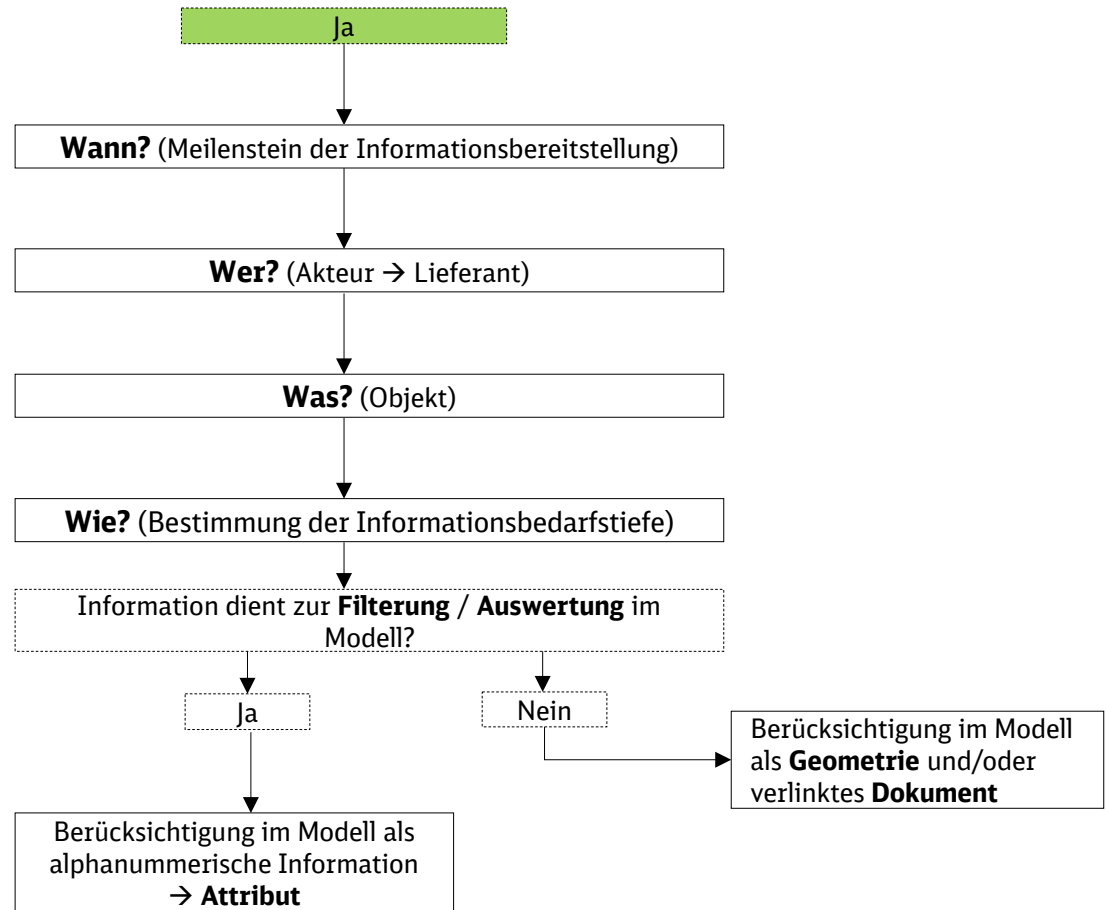 Ja
Wann? (Meilenstein der Informationsbereitstellung)
Wer? (Akteur → Lieferant)
Was? (Objekt)
Wie? (Bestimmung der Informationsbedarfstiefe)
Information dient zur Filterung / Auswertung im
Modell?
Ja
Nein
Berücksichtigung im Modell
als Geometrie und/oder
verlinktes Dokument
Berücksichtigung im Modell als
alphanummerische Information
→ Attribut